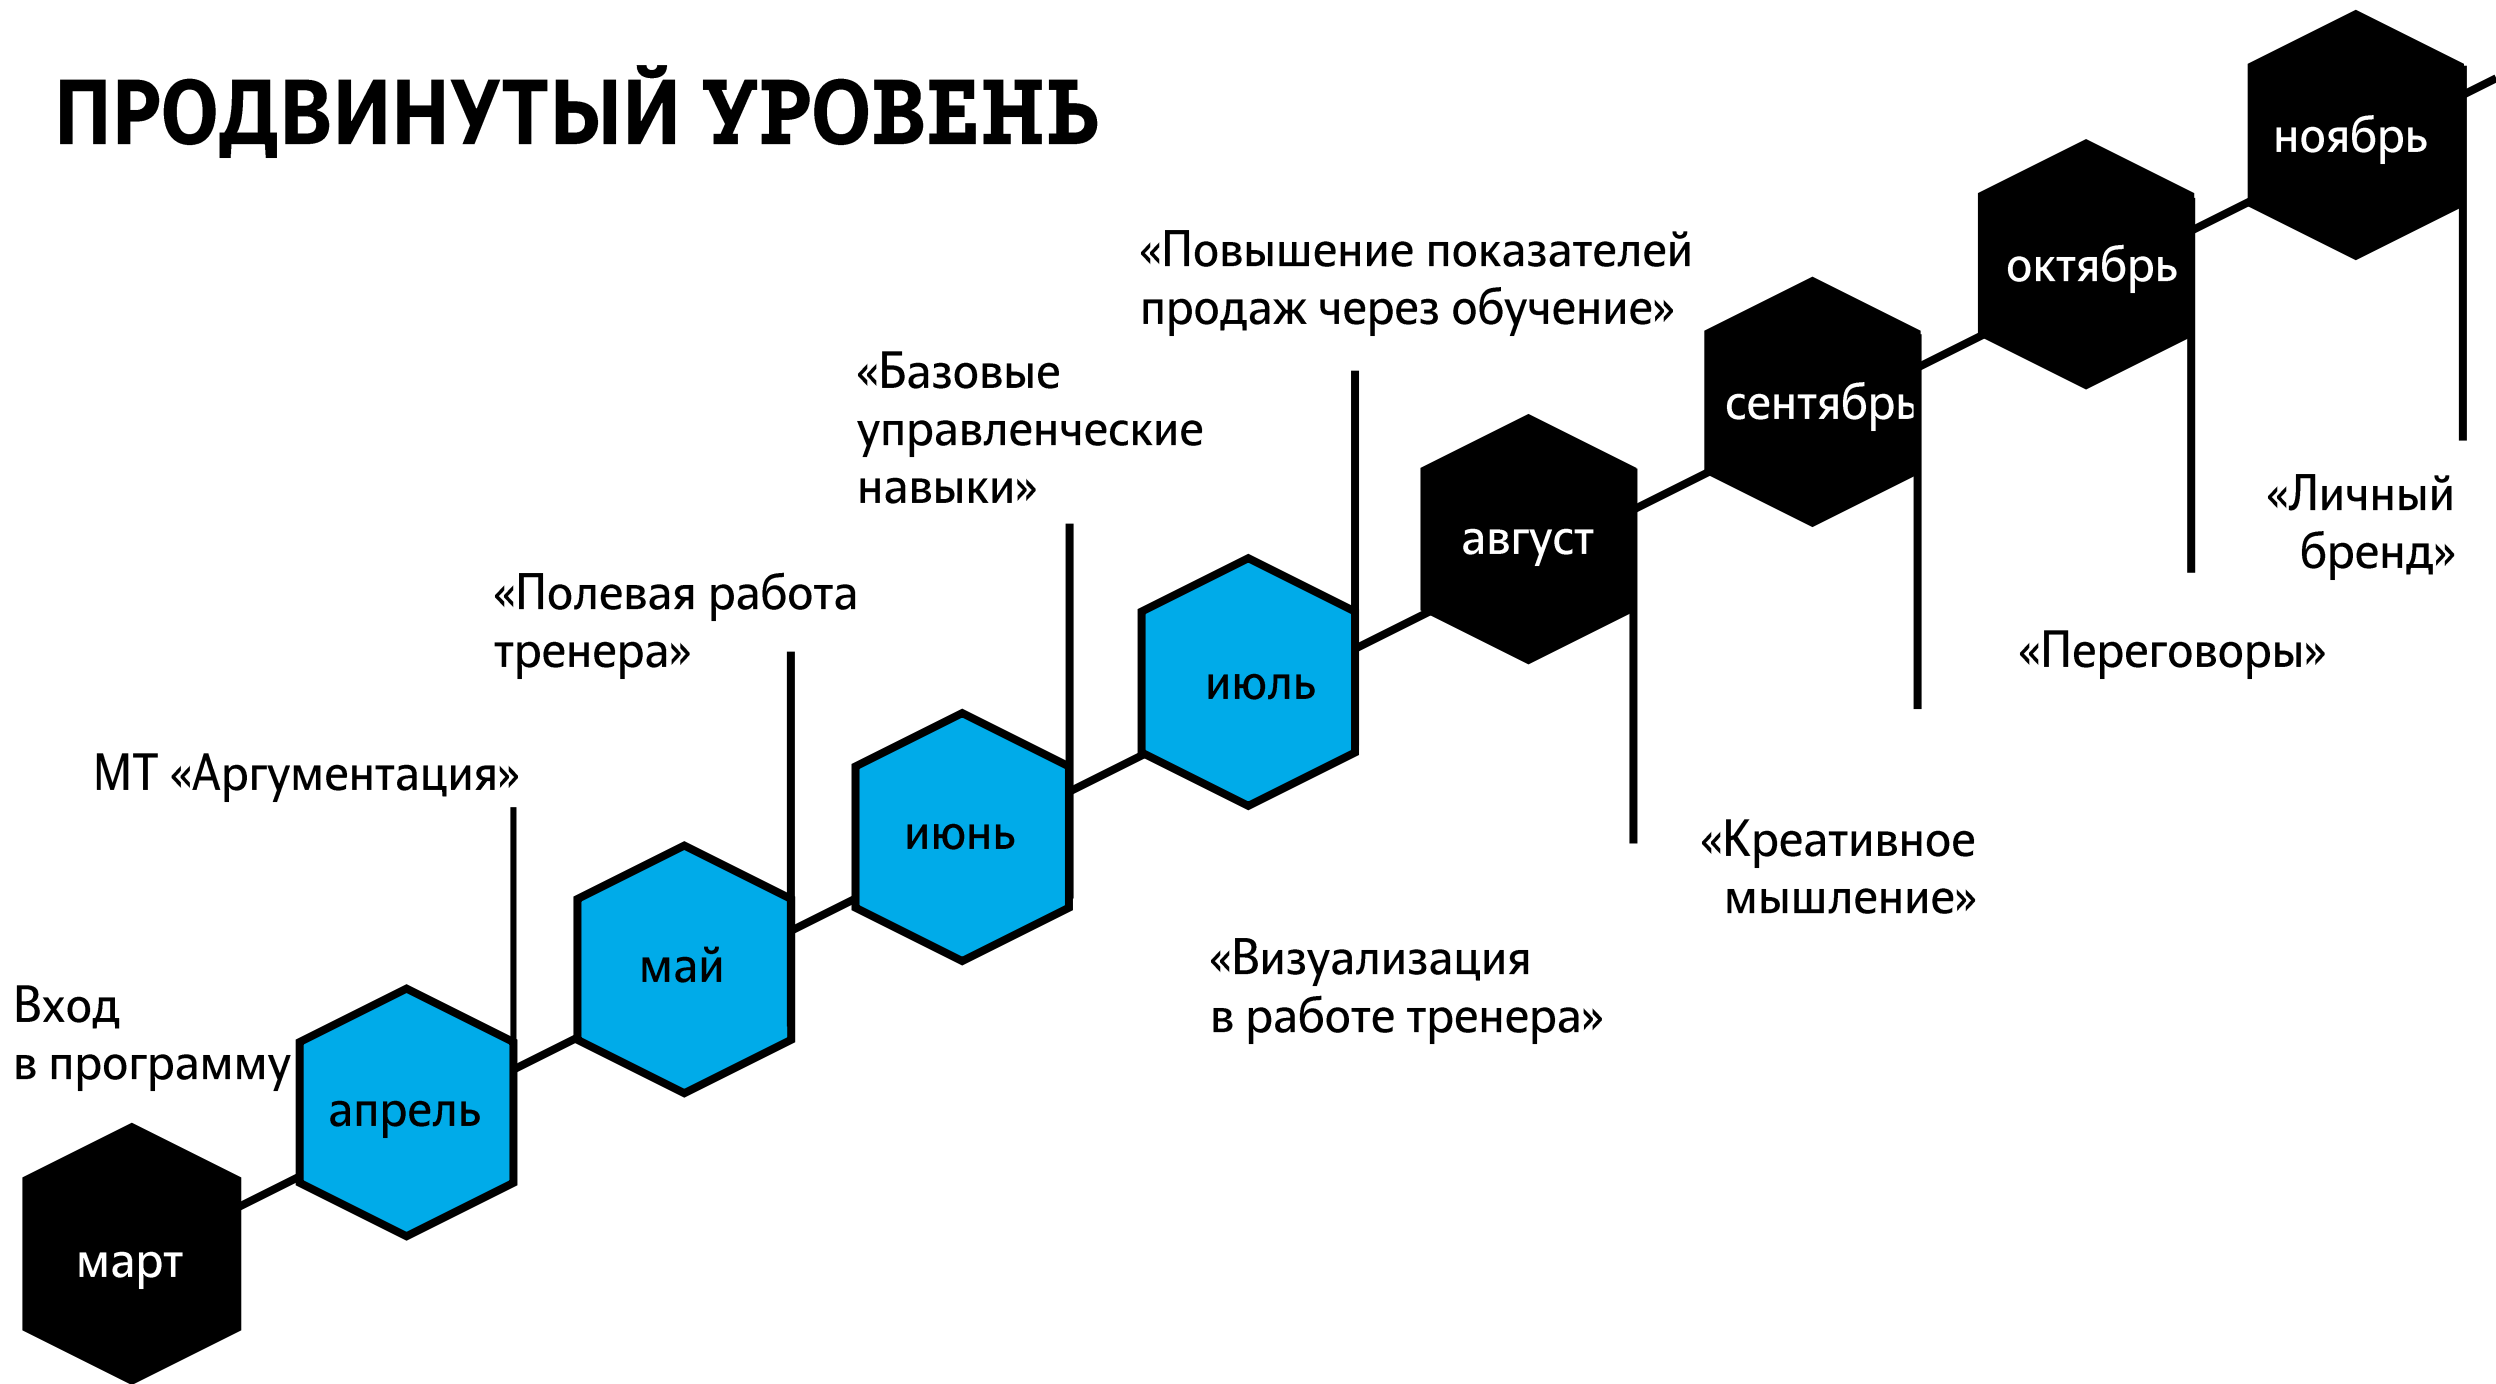 ПРОДВИНУТЫЙ УРОВЕНЬ
Вход
в программу
март
МТ «Аргументация»
апрель
«Полевая работа
тренера»
май
«Базовые
управленческие
навыки»
июнь
«Повышение показателей
продаж через обучение»
июль
август
«Визуализация
в работе тренера»
сентябрь
«Креативное
мышление»
октябрь
«Переговоры»
ноябрь
«Личный
бренд»